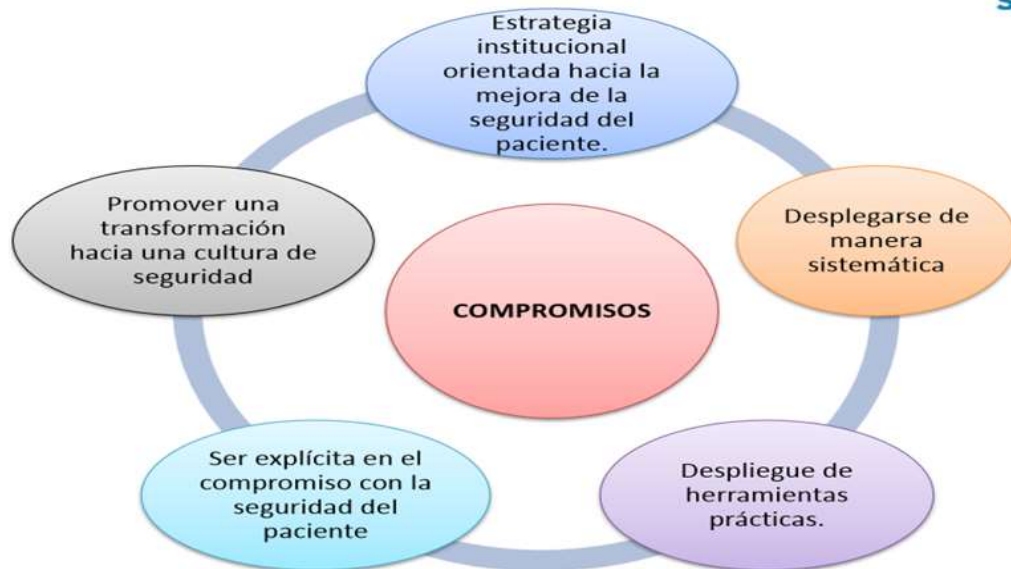 Estrategia
institucional
orientada hacia la
mejora de la
seguridad del
paciente.
Desplegarse de
manera
sistemática
Despliegue de
herramientas
prácticas.
Ser explícita en el
compromiso con la
seguridad del
paciente
Promover una
transformación
hacia una cultura de
seguridad
COMPROMISOS